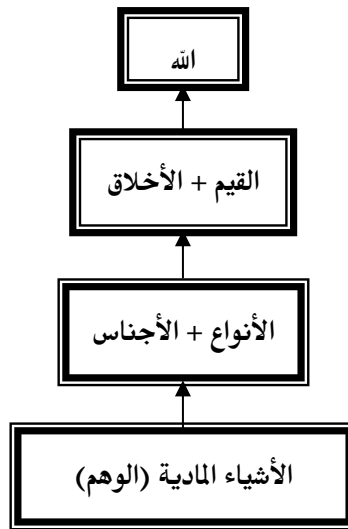 الله
القيم + الأخلاق
الأنواع + الأجناس
الأشياء المادية (الوهم)